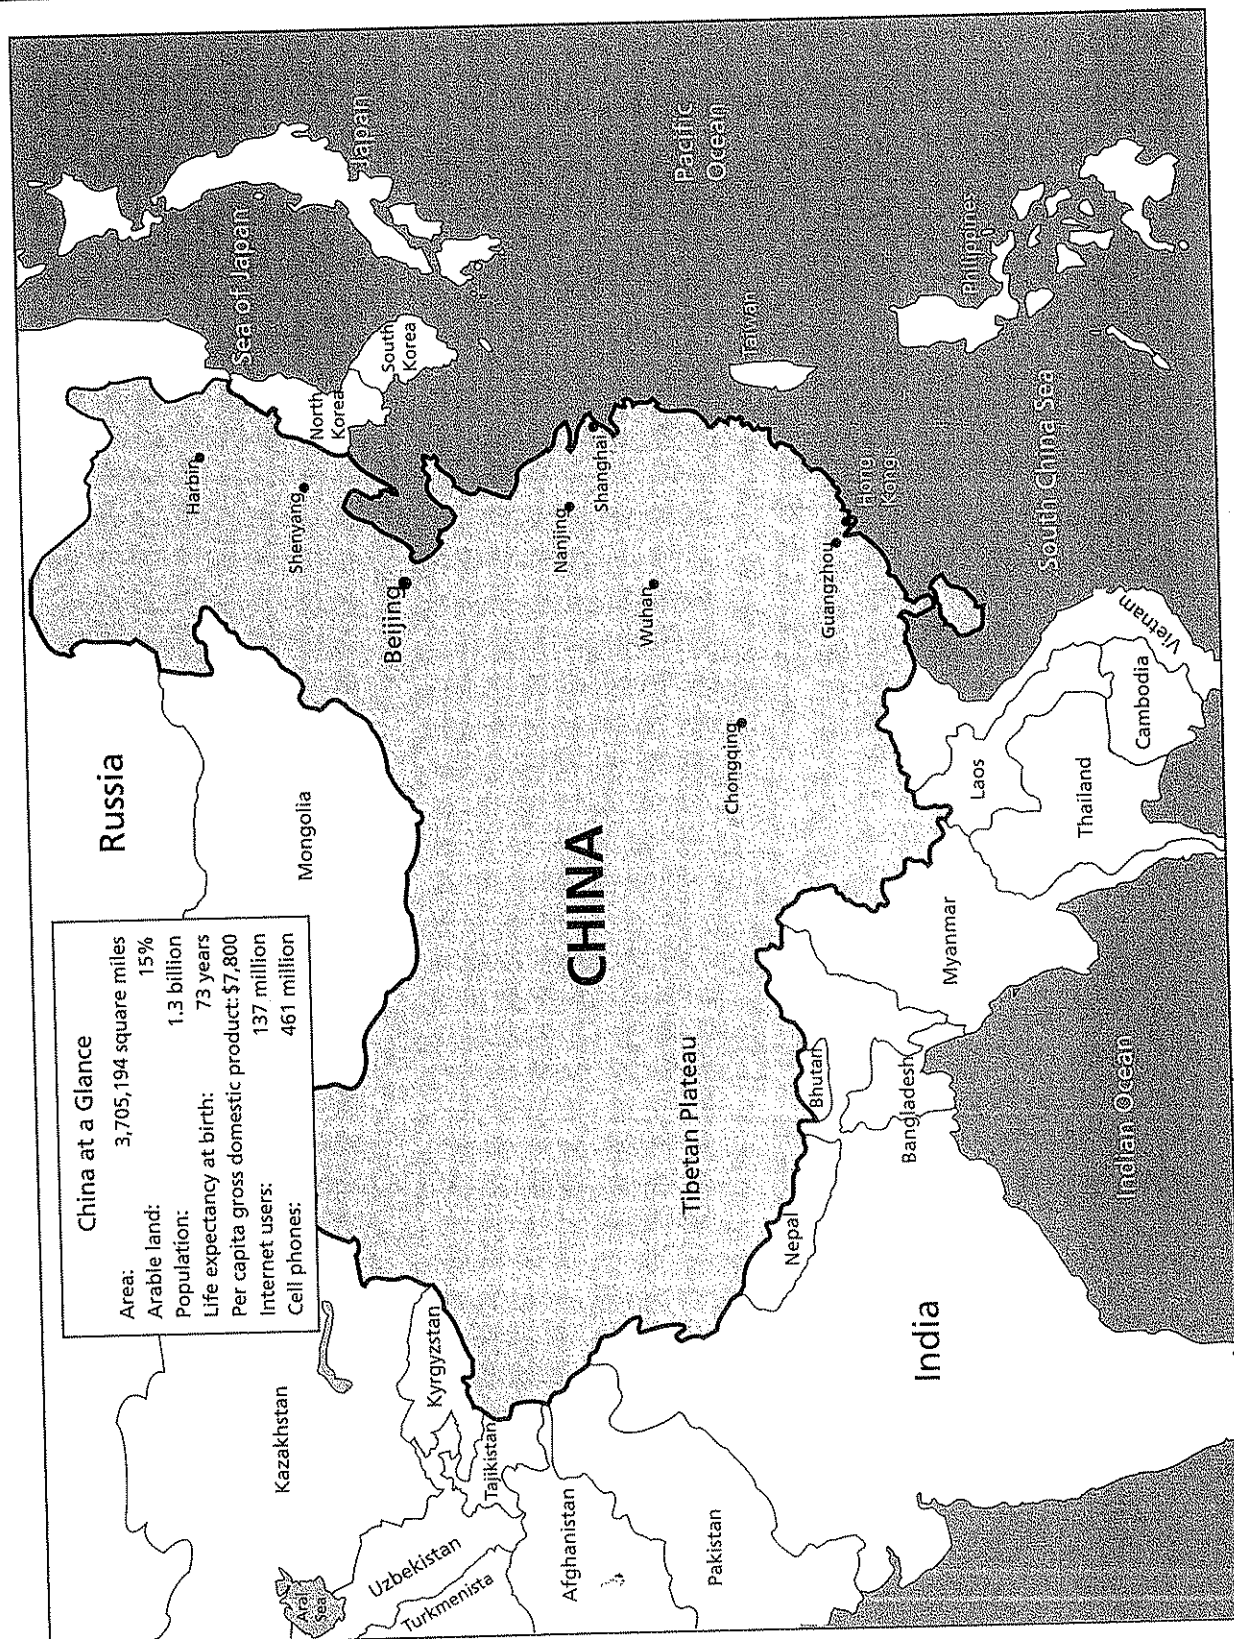 China at a Glance
Area: 3,705,194 square miles
Arable land: 15%
Population: 1.3 billion
Life expectancy at birth: 73 years
Per capita gross domestic product: $7,800
Internet users: 137 million
Cell phones: 461 million
Russia
Kazakhstan
Mongolia
Aral
Sea
Uzbekistan
Turkmenista
Kyrgyzstan
Tajikistan
Afghanistan
Pakistan
Harbin
Shenyang
Beijing
North
Korea
South
Korea
Sea of Japan
Japan
CHINA
Nanjing
Shanghai
Wuhan
Chongqing
Tibetan Plateau
Guangzhou
Hong
Kong
Taiwan
Pacific
Ocean
Nepal
Bhutan
Bangladesh
India
Myanmar
Laos
Thailand
Cambodia
Vietnam
South China Sea
Philippines
Indian Ocean